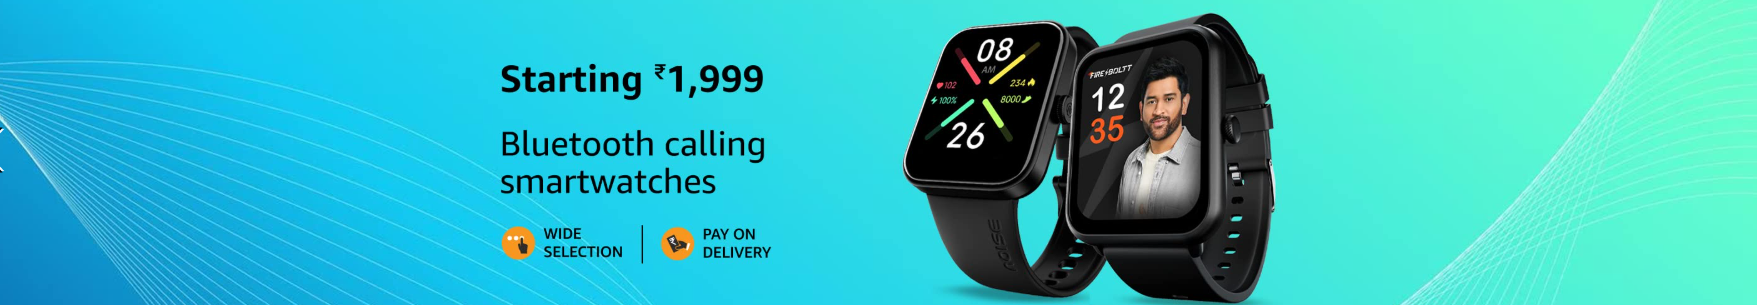 Starting ₹1,999
Bluetooth calling
smartwatches
WIDE
SELECTION
PAY ON
DELIVERY
08
AM
102
234
100%
8000
26
NOISE
FIRE BOLTT
12
35